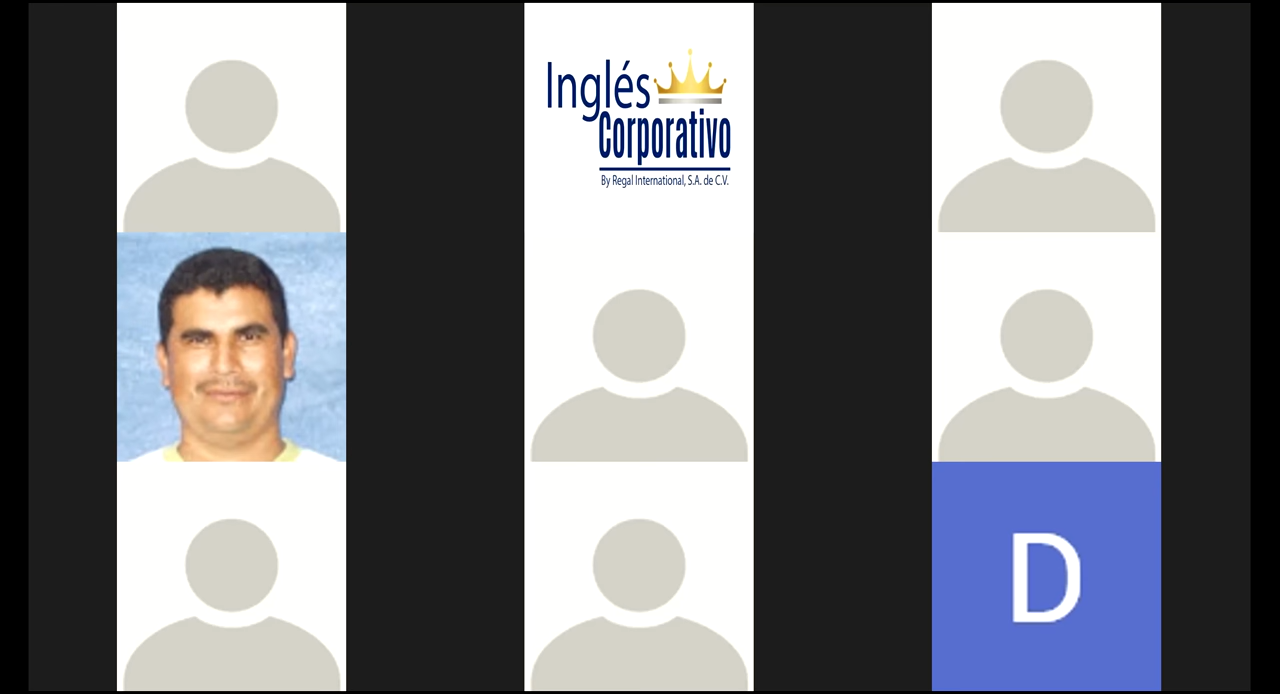 Inglés
Corporativo
By Regal International, S.A. de C.V.
D